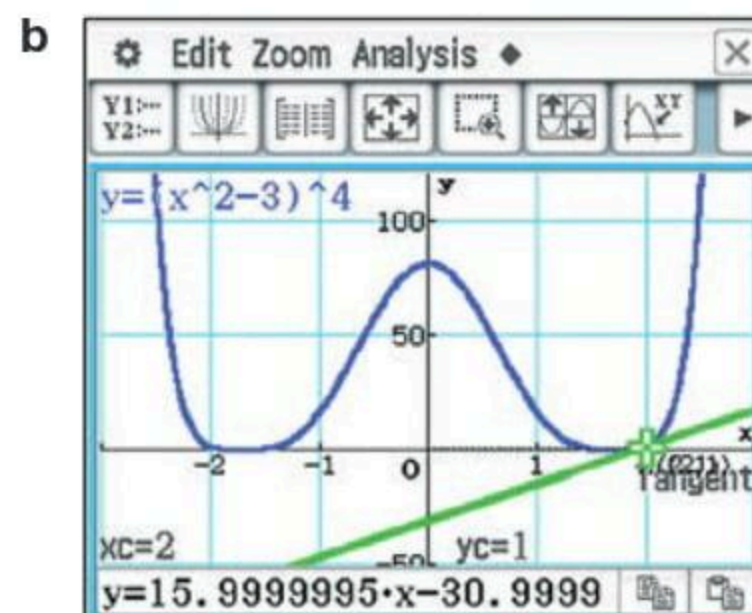 b
Edit Zoom Analysis
Y1:··· XY
Y2:···
y=(x^2-3)^4
y
100
50
x
-2 -1 O 1
Tangent
xc=2 -50 yc=1
y=15.9999995·x-30.9999